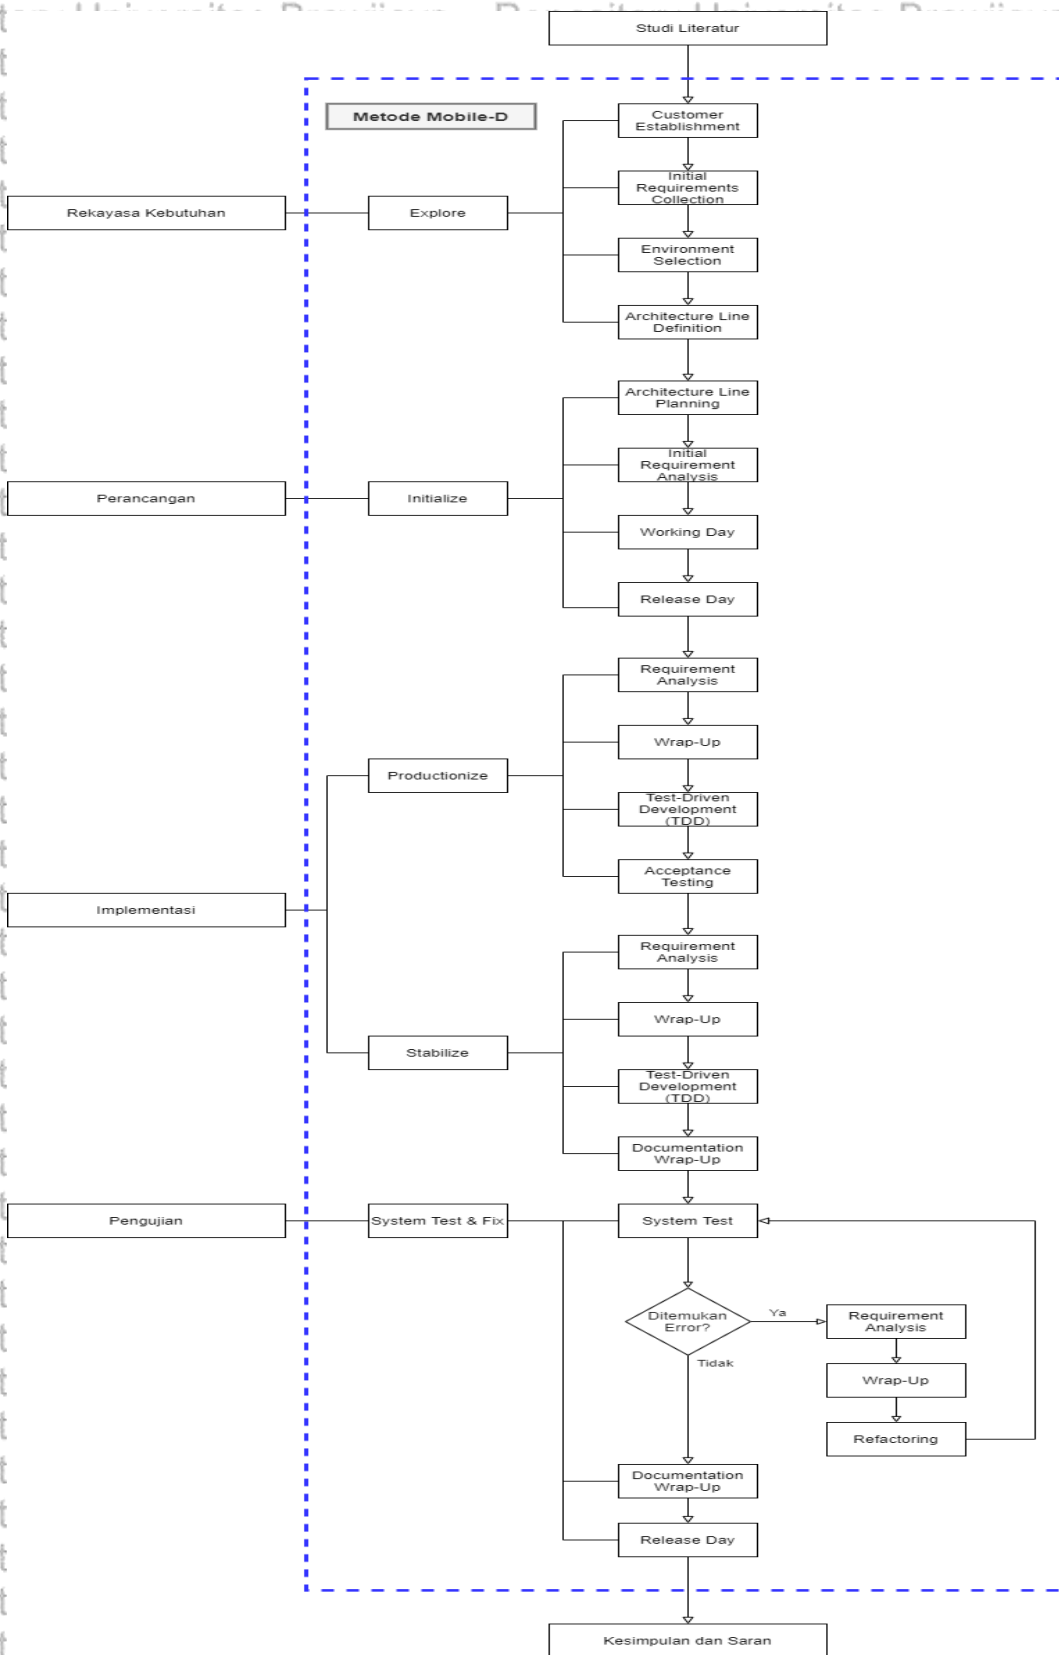 Studi Literatur
Metode Mobile-D
Customer
Establishment
Initial
Requirements
Collection
Rekayasa Kebutuhan
Explore
Environment
Selection
Architecture Line
Definition
Architecture Line
Planning
Initial
Requirement
Analysis
Perancangan
Initialize
Working Day
Release Day
Requirement
Analysis
Wrap-Up
Productionize
Test-Driven
Development
(TDD)
Acceptance
Testing
Implementasi
Requirement
Analysis
Wrap-Up
Stabilize
Test-Driven
Development
(TDD)
Documentation
Wrap-Up
Pengujian
System Test & Fix
System Test
Ditemukan
Error?
Ya
Requirement
Analysis
Tidak
Wrap-Up
Refactoring
Documentation
Wrap-Up
Release Day
Kesimpulan dan Saran